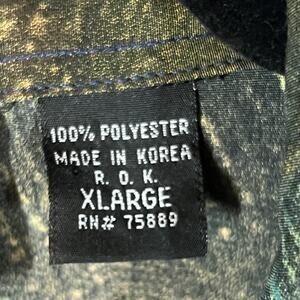 100% POLYESTER
MADE IN KOREA
R. O. K.
XLARGE
RN# 75889